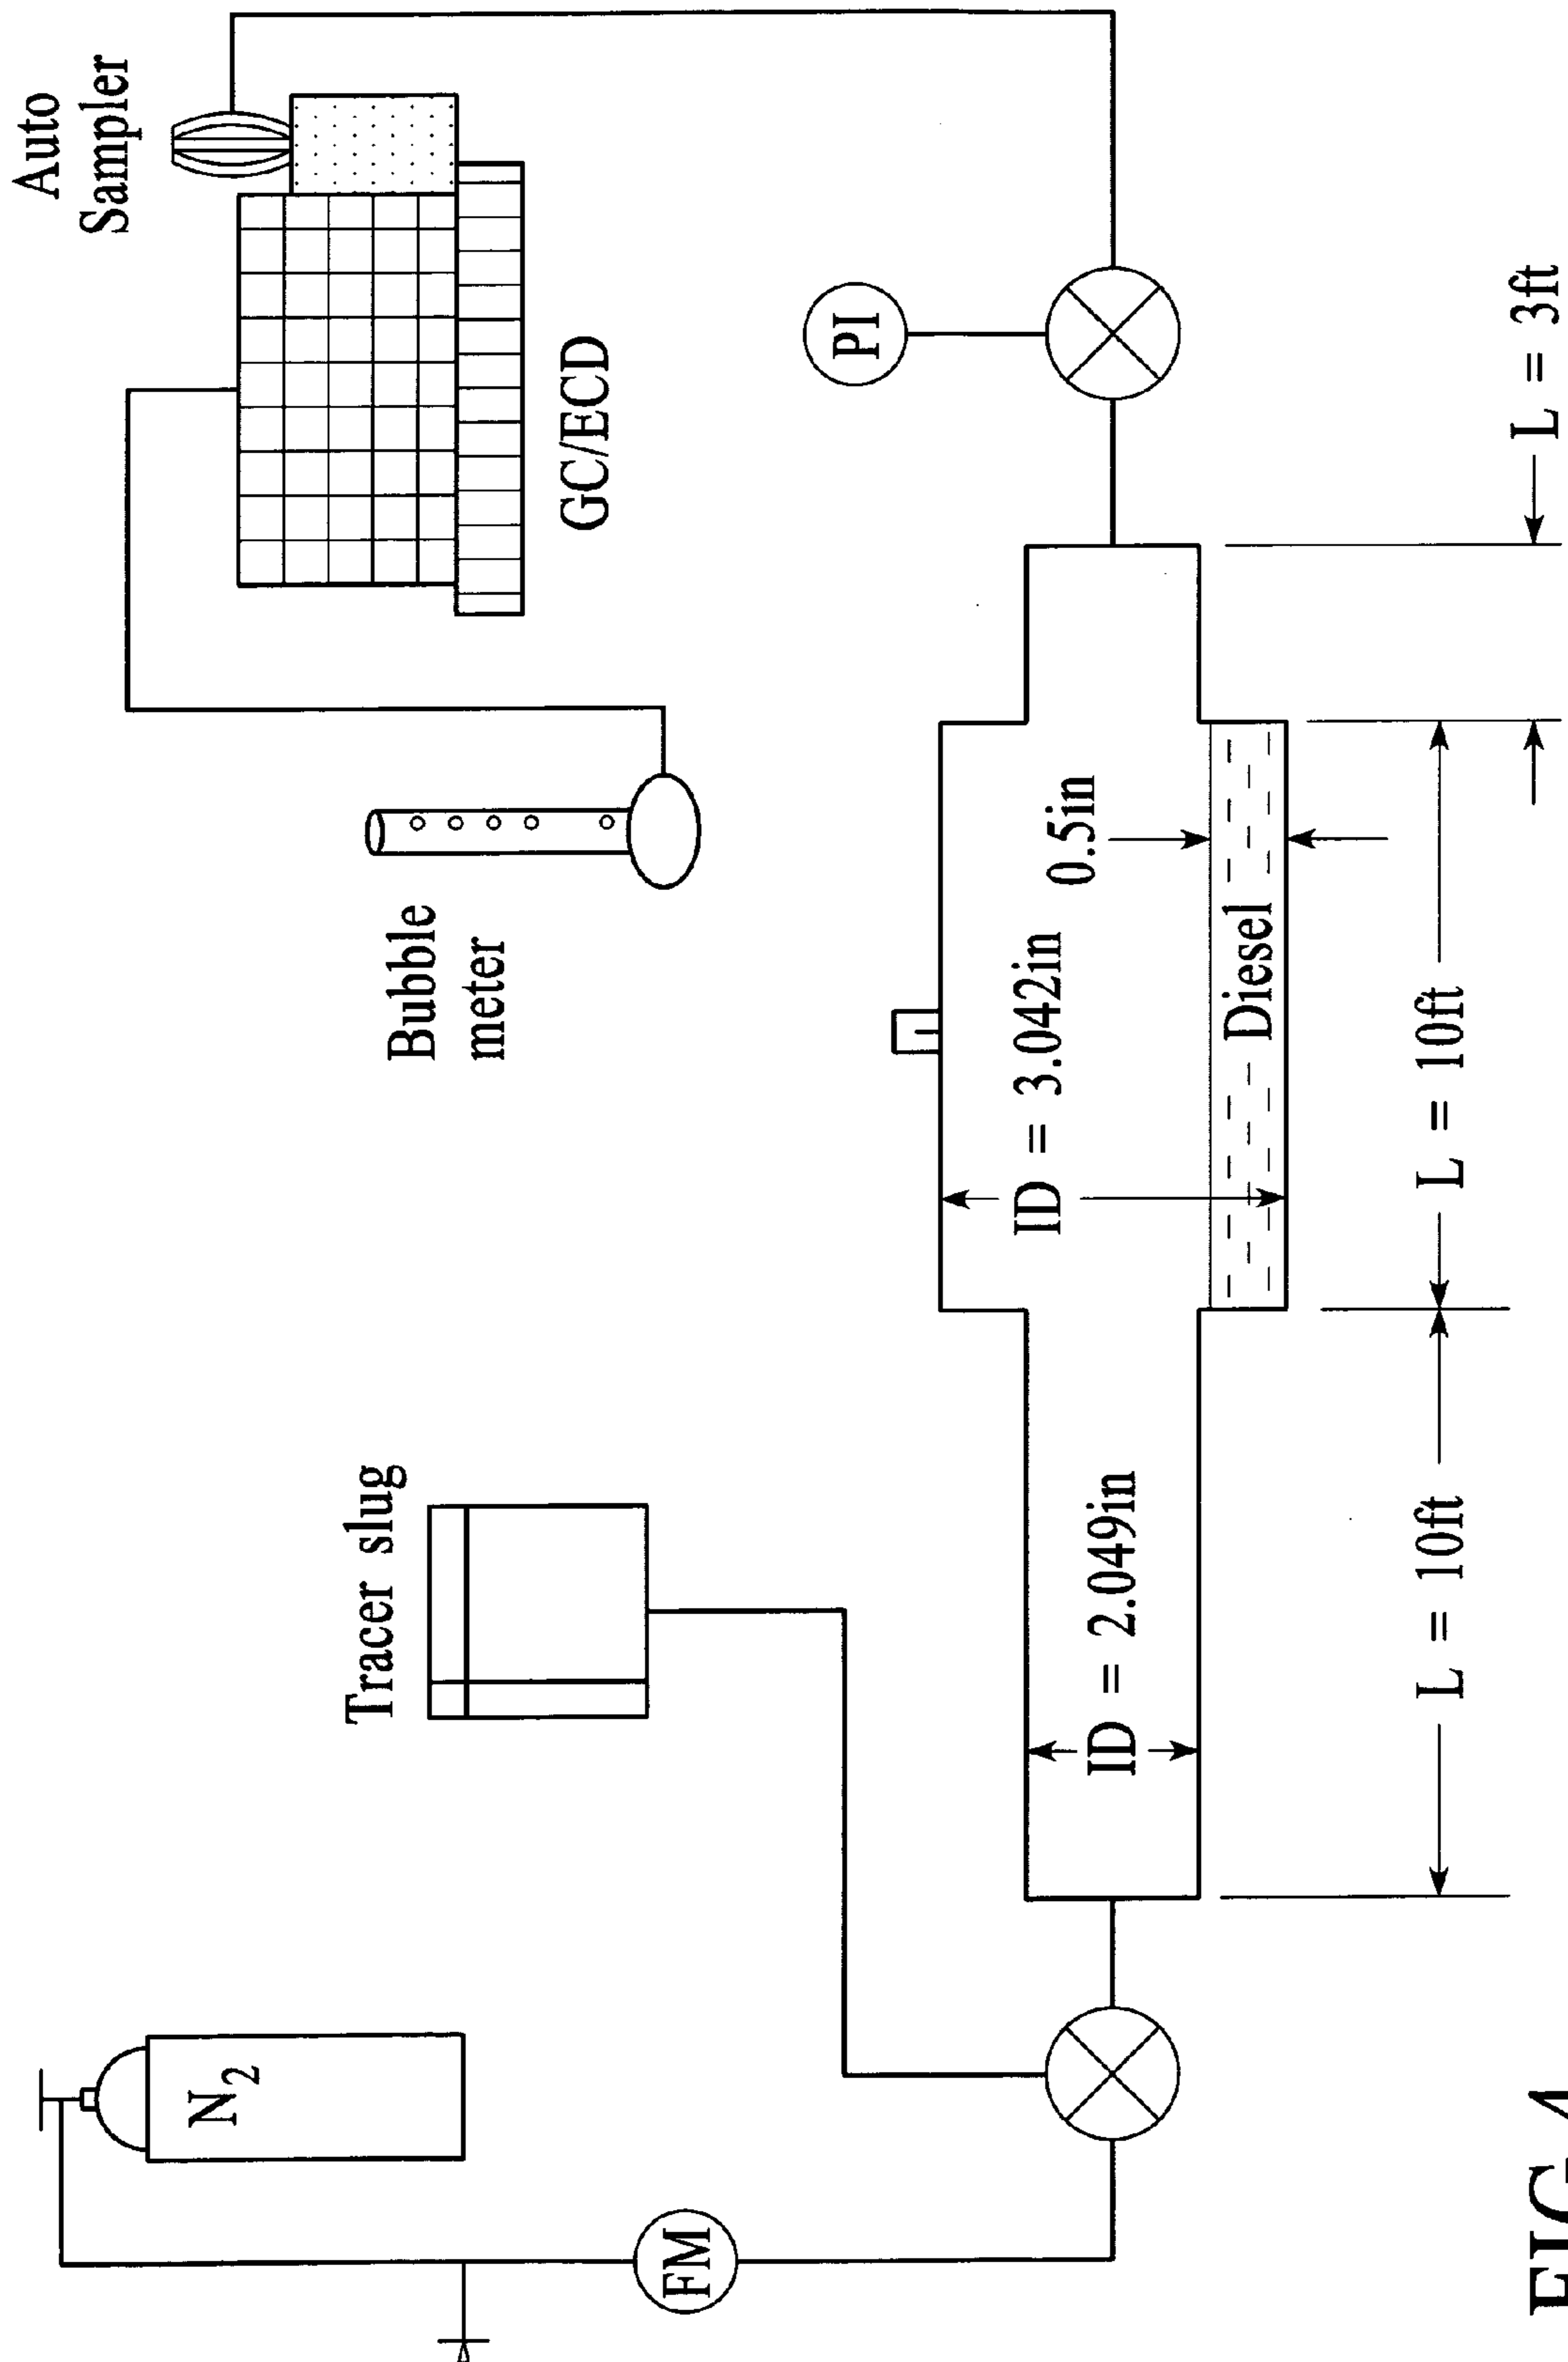 Auto
Sampler
GC/ECD
Bubble
meter
PI
Tracer slug
N2
FM
ID = 2.049in
ID = 3.042in
0.5in
Diesel
L = 10ft
L = 10ft
L = 3ft